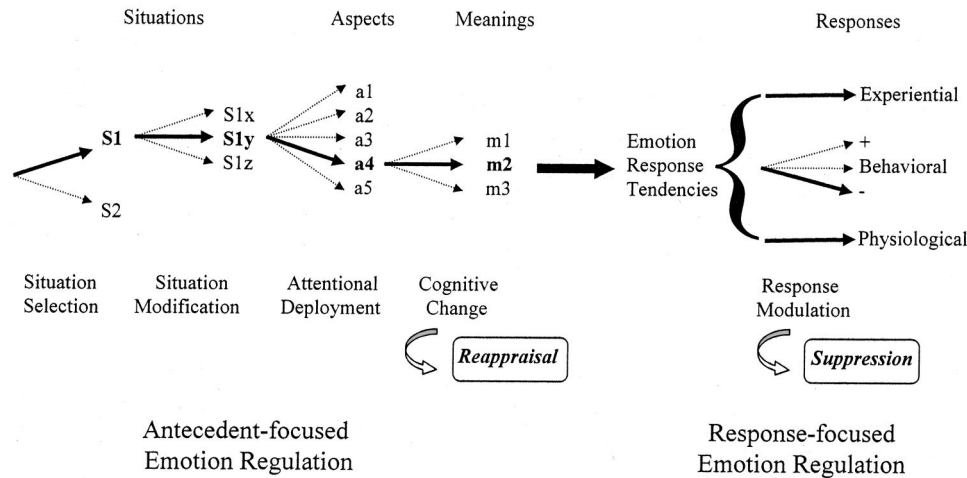 Situations
Aspects
Meanings
Responses
S1
S2
S1x
S1y
S1z
a1
a2
a3
a4
a5
m1
m2
m3
Emotion
Response
Tendencies
Experiential
+
Behavioral
-
Physiological
Situation
Selection
Situation
Modification
Attentional
Deployment
Cognitive
Change
Reappraisal
Response
Modulation
Suppression
Antecedent-focused
Emotion Regulation
Response-focused
Emotion Regulation